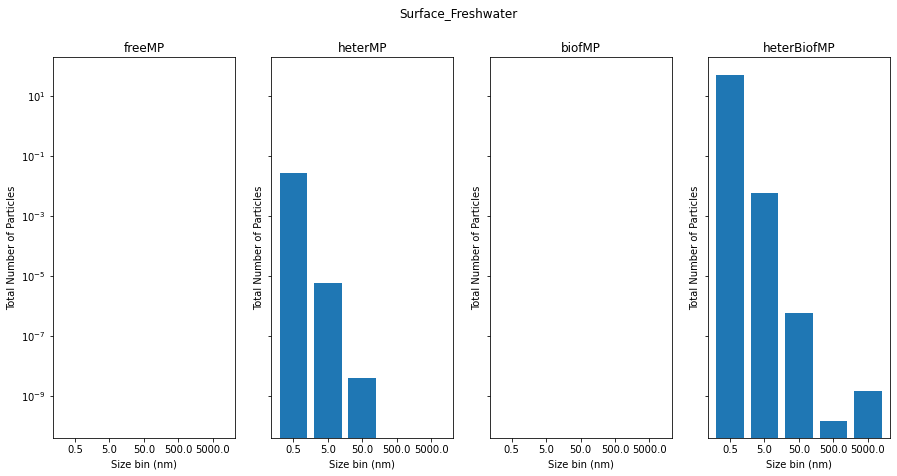 Surface_Freshwater
freeMP
heterMP
biofMP
heterBiofMP
Total Number of Particles
10^1
10^-1
10^-3
10^-5
10^-7
10^-9
0.5 5.0 50.0 500.0 5000.0
Size bin (nm)
Total Number of Particles
0.5 5.0 50.0 500.0 5000.0
Size bin (nm)
Total Number of Particles
0.5 5.0 50.0 500.0 5000.0
Size bin (nm)
Total Number of Particles
0.5 5.0 50.0 500.0 5000.0
Size bin (nm)